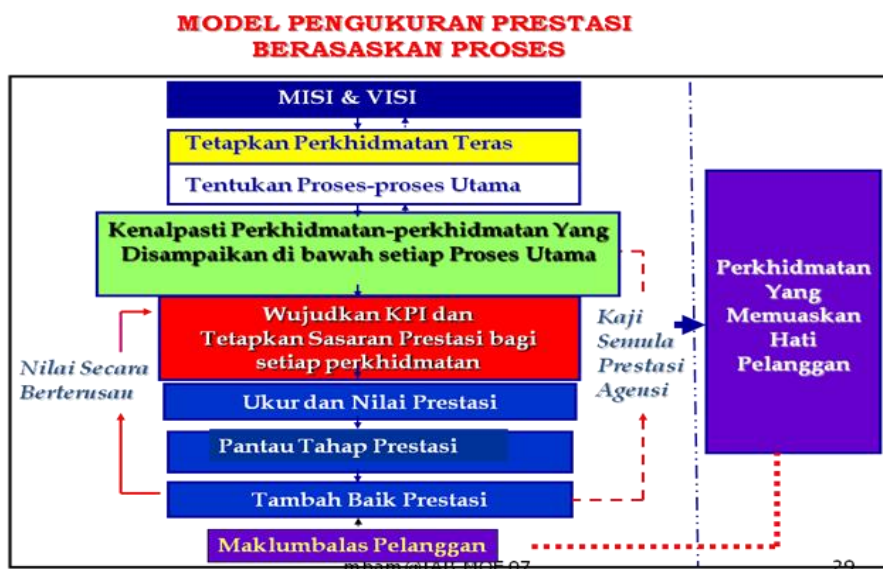 MODEL PENGUKURAN PRESTASI
BERASASKAN PROSES
MISI & VISI
Tetapkan Perkhidmatan Teras
Tentukan Proses-proses Utama
Kenalpasti Perkhidmatan-perkhidmatan Yang
Disampaikan di bawah setiap Proses Utama
Wujudkan KPI dan
Tetapkan Sasaran Prestasi bagi
setiap perkhidmatan
Nilai Secara
Berterusan
Kaji
Semula
Prestasi
Agensi
Perkhidmatan
Yang
Memuaskan
Hati
Pelanggan
Ukur dan Nilai Prestasi
Pantau Tahap Prestasi
Tambah Baik Prestasi
Maklumbalas Pelanggan
39